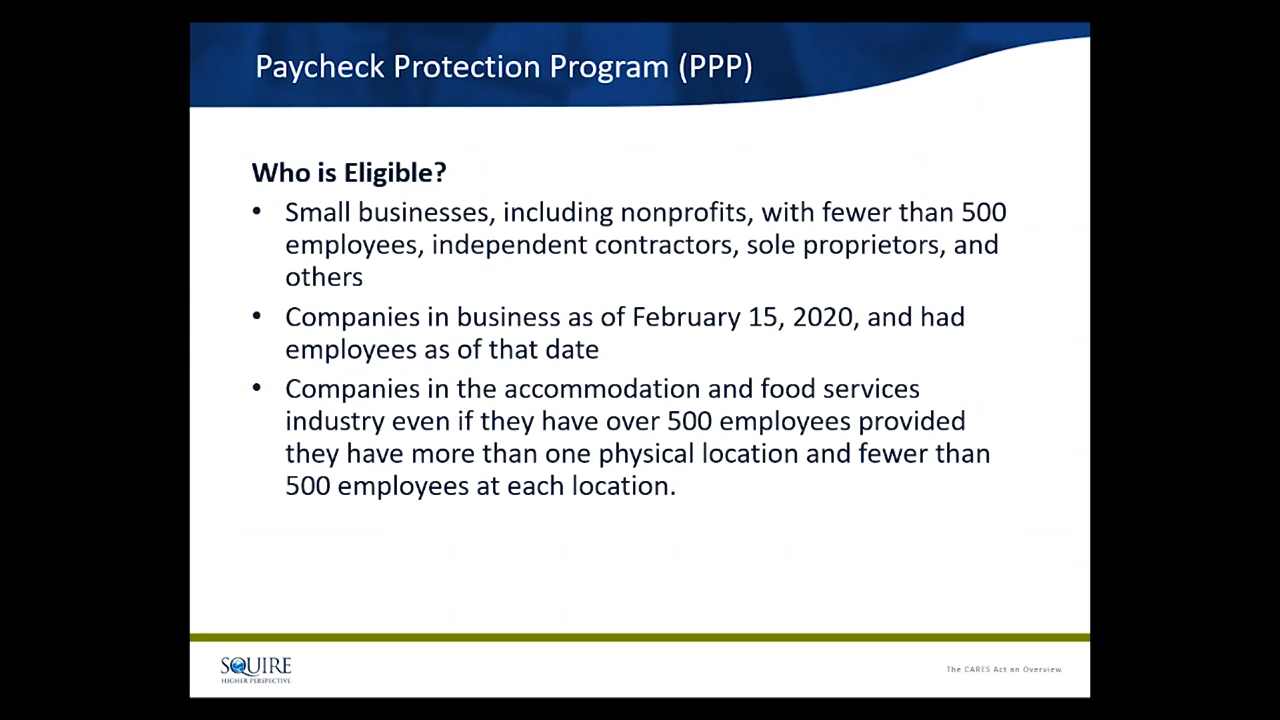 Paycheck Protection Program (PPP)
Who is Eligible?
• Small businesses, including nonprofits, with fewer than 500
employees, independent contractors, sole proprietors, and
others
• Companies in business as of February 15, 2020, and had
employees as of that date
• Companies in the accommodation and food services
industry even if they have over 500 employees provided
they have more than one physical location and fewer than
500 employees at each location.
SQUIRE
HIGHER PERSPECTIVE
The CARES Act an Overview